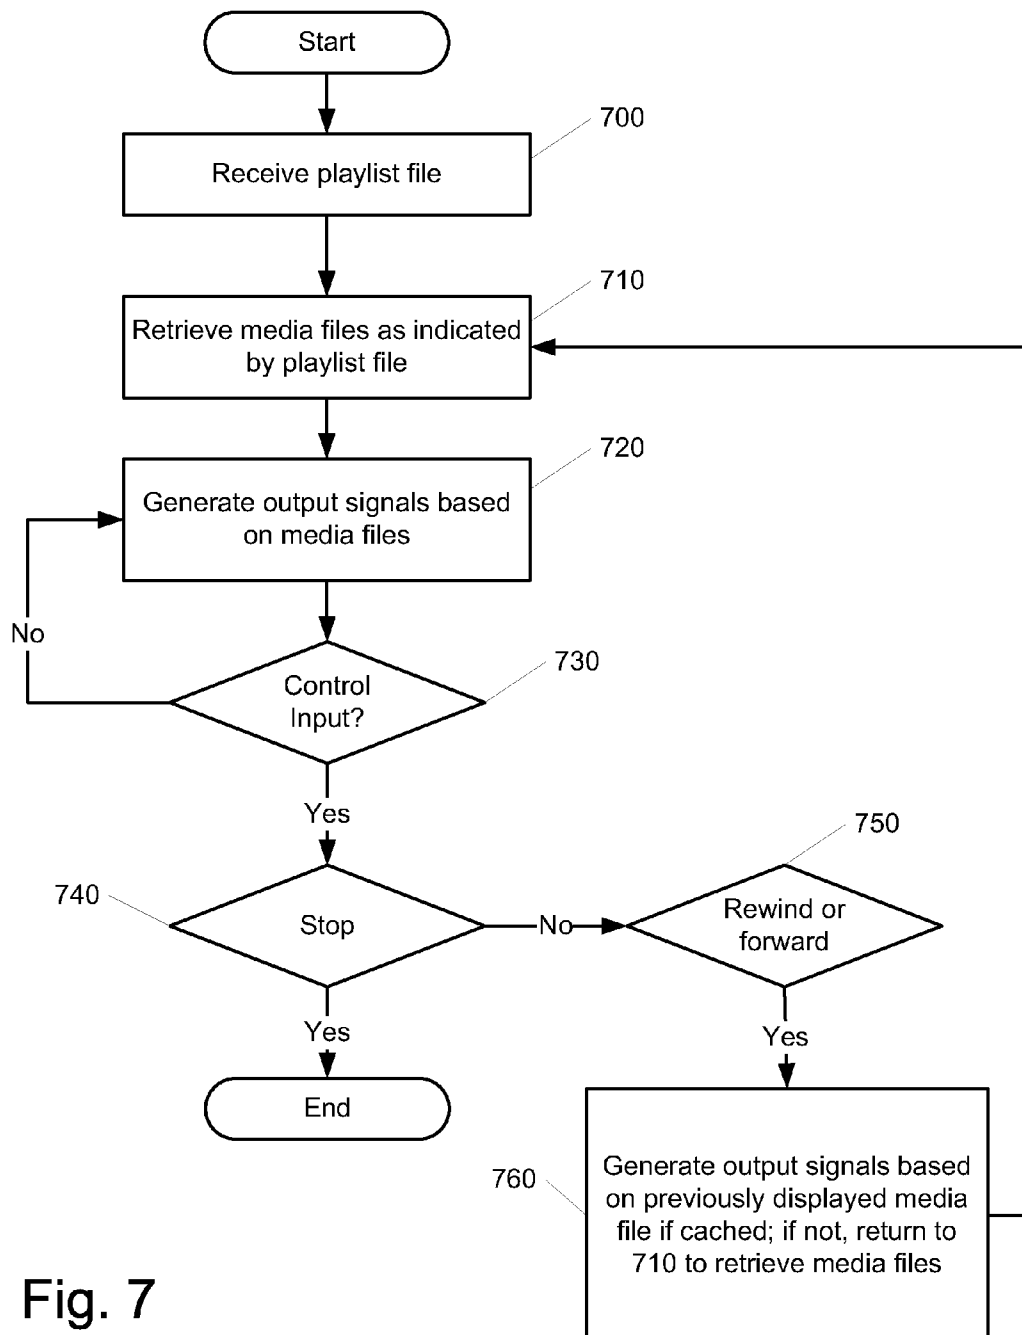 Start
700
Receive playlist file
710
Retrieve media files as indicated
by playlist file
720
Generate output signals based
on media files
No
730
Control
Input?
Yes
750
740
Stop
No
Rewind or
forward
Yes
Yes
End
760
Generate output signals based
on previously displayed media
file if cached; if not, return to
710 to retrieve media files
Fig. 7